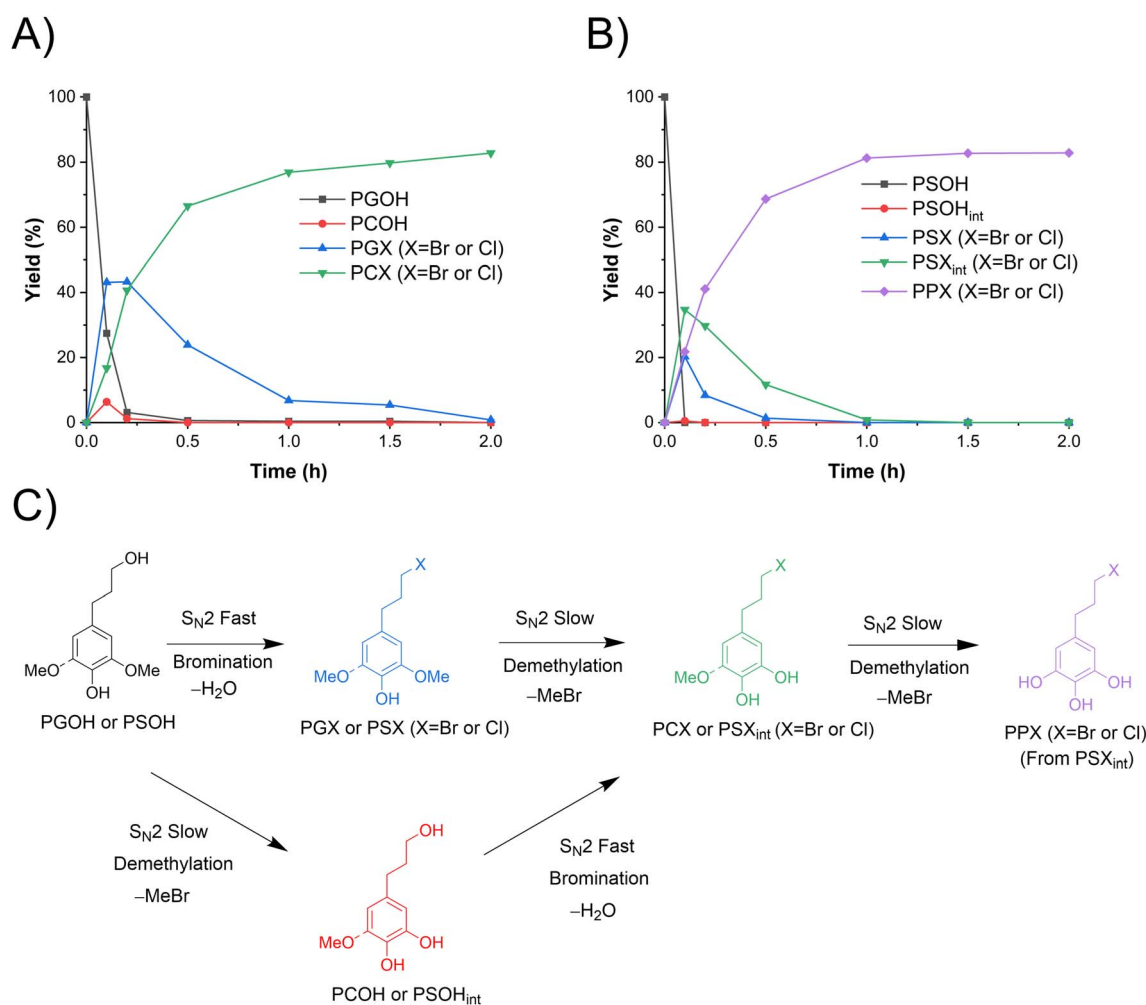 A)
Yield (%)
100
80
60
40
20
0
0.0 0.5 1.0 1.5 2.0
Time (h)
PGOH
PCOH
PGX (X=Br or Cl)
PCX (X=Br or Cl)
B)
Yield (%)
100
80
60
40
20
0
0.0 0.5 1.0 1.5 2.0
Time (h)
PSOH
PSOHint
PSX (X=Br or Cl)
PSXint (X=Br or Cl)
PPX (X=Br or Cl)
C)
OH
MeO OMe
OH
PGOH or PSOH
SN2 Fast
Bromination
–H2O
X
MeO OMe
OH
PGX or PSX (X=Br or Cl)
SN2 Slow
Demethylation
–MeBr
X
MeO OH
OH
PCX or PSXint (X=Br or Cl)
SN2 Slow
Demethylation
–MeBr
X
HO OH
OH
PPX (X=Br or Cl)
(From PSXint)
SN2 Slow
Demethylation
–MeBr
OH
MeO OH
OH
PCOH or PSOHint
SN2 Fast
Bromination
–H2O